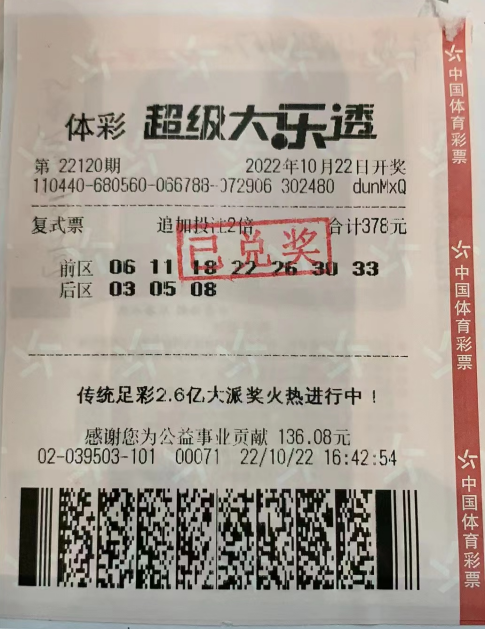 体彩 超级大乐透
第 22120期 2022年10月22日开奖
110440-680560-066788-072906 302480 dunMxQ
复式票 追加投注2倍 合计378元
已兑奖
前区 06 11 18 22 26 30 33
后区 03 05 08
传统足彩2.6亿大派奖火热进行中！
感谢您为公益事业贡献 136.08元
02-039503-101 00071 22/10/22 16:42:54
中国体育彩票
中国体育彩票
中国体育彩票